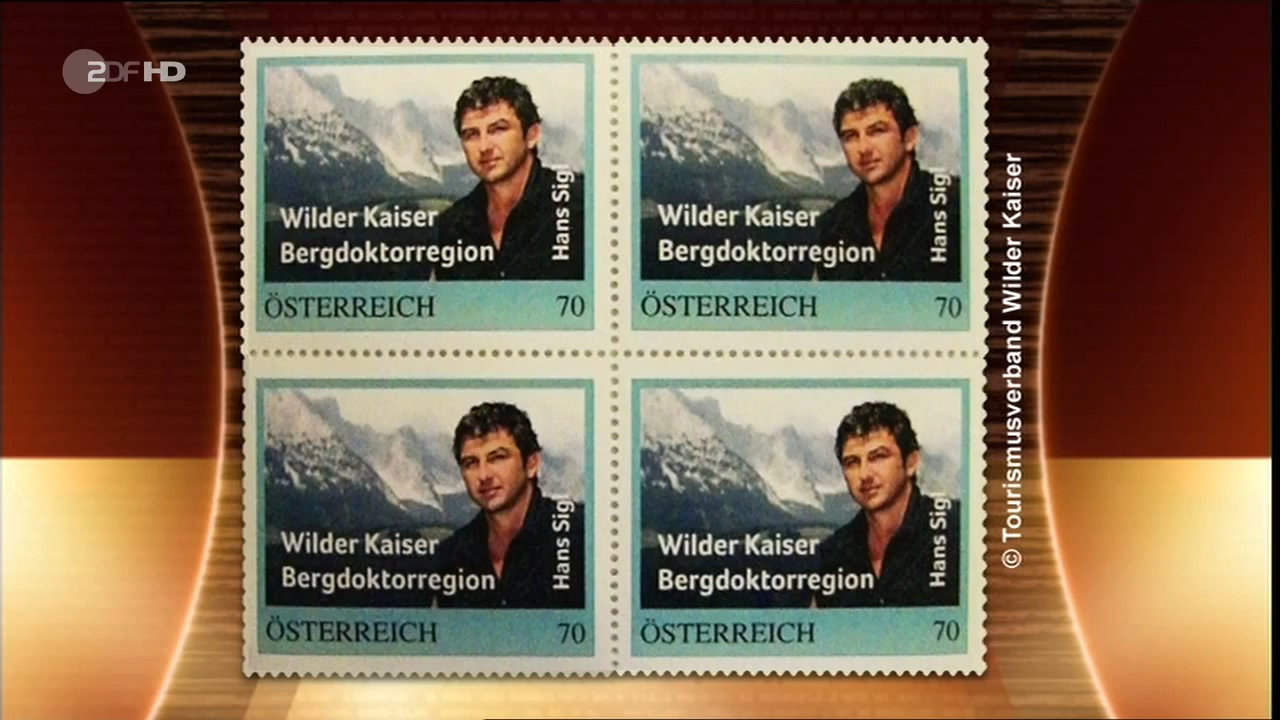 ZDF HD
Wilder Kaiser
Bergdoktorregion
Hans Sigl
ÖSTERREICH 70
Wilder Kaiser
Bergdoktorregion
Hans Sigl
ÖSTERREICH 70
Wilder Kaiser
Bergdoktorregion
Hans Sigl
ÖSTERREICH 70
Wilder Kaiser
Bergdoktorregion
Hans Sigl
ÖSTERREICH 70
© Tourismusverband Wilder Kaiser